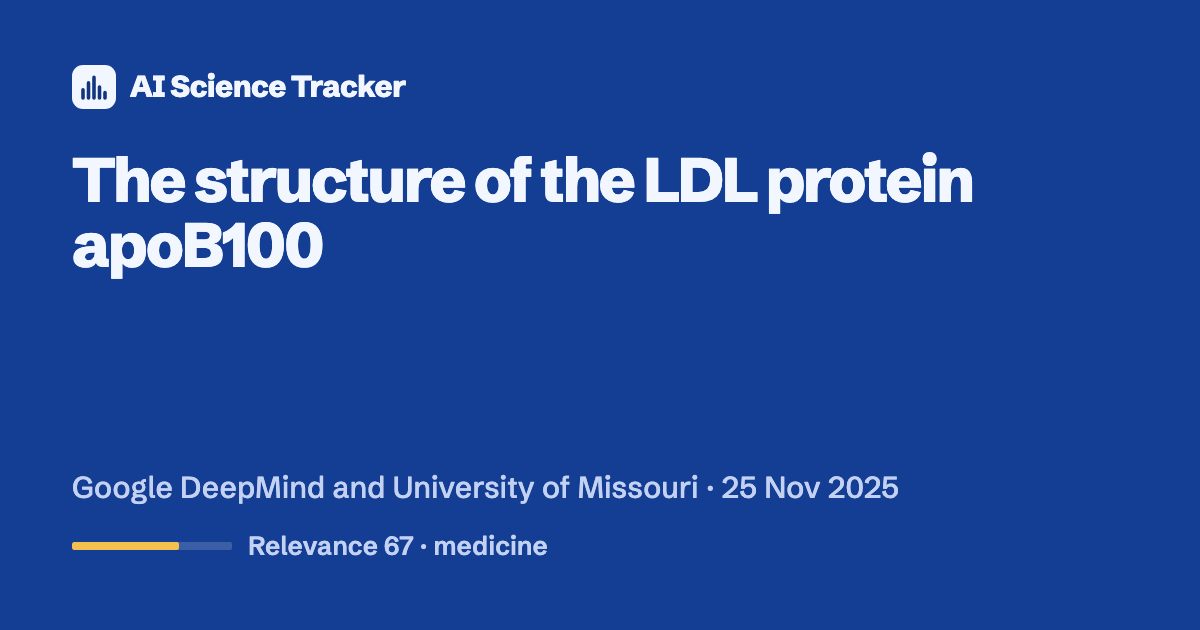 AI Science Tracker
The structure of the LDL protein
apoB100
Google DeepMind and University of Missouri · 25 Nov 2025
Relevance 67 · medicine